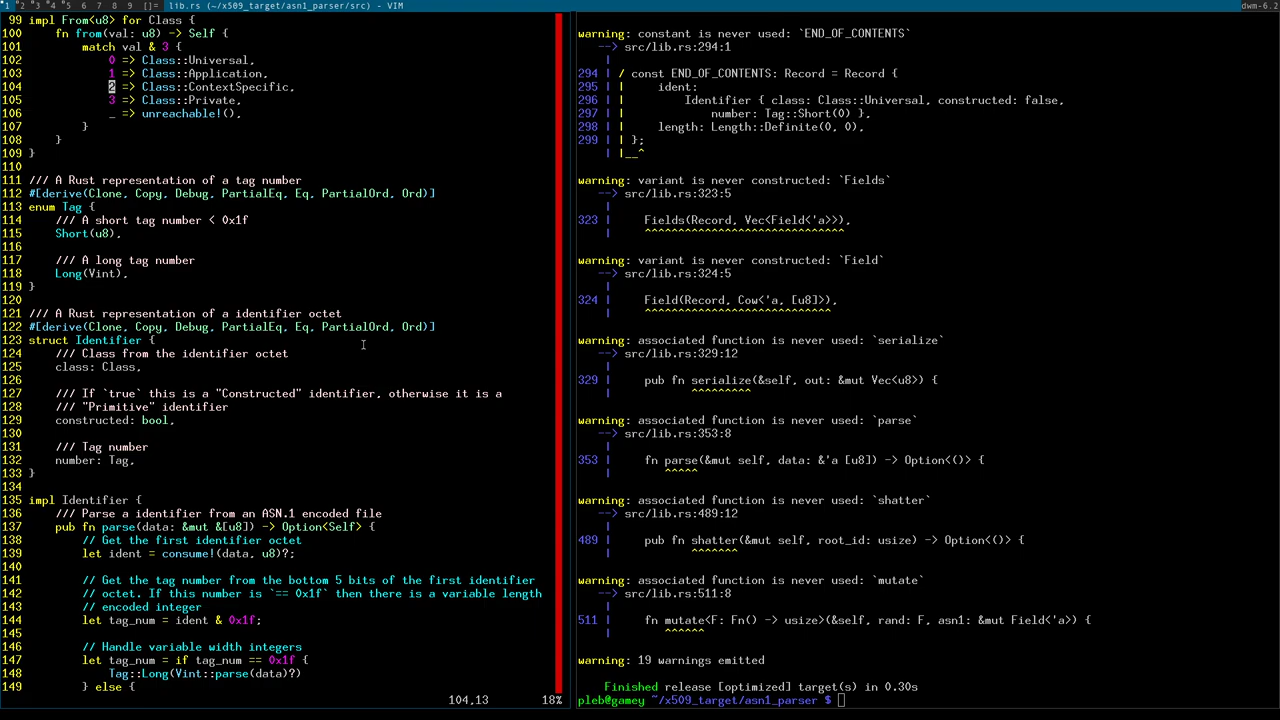 1 2 3 4 5 6 7 8 9 []= lib.rs (~/x509_target/asn1_parser/src) - VIM dwm-6.2
99 impl From<u8> for Class {
100     fn from(val: u8) -> Self {
101         match val & 3 {
102             0 => Class::Universal,
103             1 => Class::Application,
104             2 => Class::ContextSpecific,
105             3 => Class::Private,
106             _ => unreachable!(),
107         }
108     }
109 }
110
111 /// A Rust representation of a tag number
112 #[derive(Clone, Copy, Debug, PartialEq, Eq, PartialOrd, Ord)]
113 enum Tag {
114     /// A short tag number < 0x1f
115     Short(u8),
116
117     /// A long tag number
118     Long(Vint),
119 }
120
121 /// A Rust representation of a identifier octet
122 #[derive(Clone, Copy, Debug, PartialEq, Eq, PartialOrd, Ord)]
123 struct Identifier {
124     /// Class from the identifier octet
125     class: Class,
126
127     /// If `true` this is a "Constructed" identifier, otherwise it is a
128     /// "Primitive" identifier
129     constructed: bool,
130
131     /// Tag number
132     number: Tag,
133 }
134
135 impl Identifier {
136     /// Parse a identifier from an ASN.1 encoded file
137     pub fn parse(data: &mut &[u8]) -> Option<Self> {
138         // Get the first identifier octet
139         let ident = consume!(data, u8)?;
140
141         // Get the tag number from the bottom 5 bits of the first identifier
142         // octet. If this number is `== 0x1f` then there is a variable length
143         // encoded integer
144         let tag_num = ident & 0x1f;
145
146         // Handle variable width integers
147         let tag_num = if tag_num == 0x1f {
148             Tag::Long(Vint::parse(data)?)
149         } else {
104,13 18%
warning: constant is never used: `END_OF_CONTENTS`
   --> src/lib.rs:294:1
    |
294 | / const END_OF_CONTENTS: Record = Record {
295 | |     ident:
296 | |         Identifier { class: Class::Universal, constructed: false,
297 | |             number: Tag::Short(0) },
298 | |     length: Length::Definite(0, 0),
299 | | };
    | |__^
warning: variant is never constructed: `Fields`
   --> src/lib.rs:323:5
    |
323 |     Fields(Record, Vec<Field<'a>>),
    |     ^^^^^^^^^^^^^^^^^^^^^^^^^^^^^^
warning: variant is never constructed: `Field`
   --> src/lib.rs:324:5
    |
324 |     Field(Record, Cow<'a, [u8]>),
    |     ^^^^^^^^^^^^^^^^^^^^^^^^^^^^
warning: associated function is never used: `serialize`
   --> src/lib.rs:329:12
    |
329 |     pub fn serialize(&self, out: &mut Vec<u8>) {
    |            ^^^^^^^^^
warning: associated function is never used: `parse`
   --> src/lib.rs:353:8
    |
353 |     fn parse(&mut self, data: &'a [u8]) -> Option<()> {
    |        ^^^^^
warning: associated function is never used: `shatter`
   --> src/lib.rs:489:12
    |
489 |     pub fn shatter(&mut self, root_id: usize) -> Option<()> {
    |            ^^^^^^^
warning: associated function is never used: `mutate`
   --> src/lib.rs:511:8
    |
511 |     fn mutate<F: Fn() -> usize>(&self, rand: F, asn1: &mut Field<'a>) {
    |        ^^^^^^
warning: 19 warnings emitted
    Finished release [optimized] target(s) in 0.30s
pleb@gamey ~/x509_target/asn1_parser $